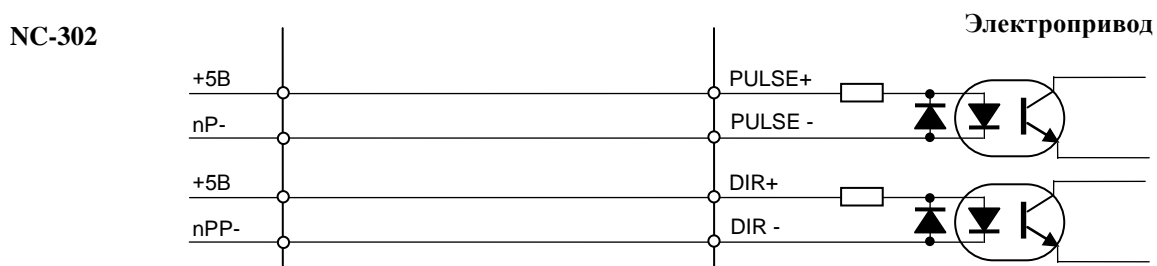 NC-302
Электропривод
+5В
PULSE+
nP-
PULSE -
+5В
DIR+
nPP-
DIR -